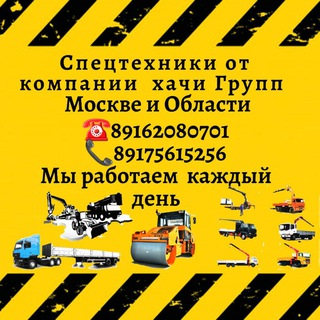 Спецтехники от
компании хачи Групп
Москве и Области
89162080701
89175615256
Мы работаем каждый
день